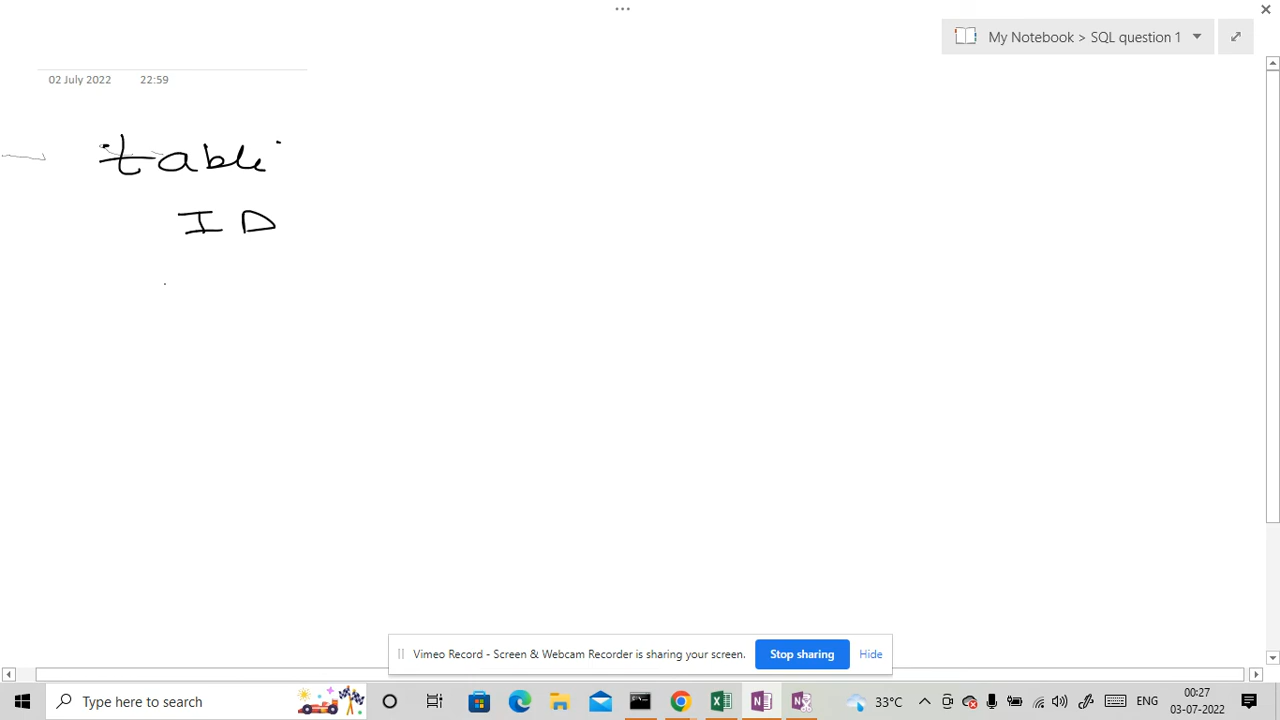 My Notebook > SQL question 1
02 July 2022 22:59
table
ID
Vimeo Record - Screen & Webcam Recorder is sharing your screen. Stop sharing Hide
Type here to search 33°C ENG 00:27
03-07-2022